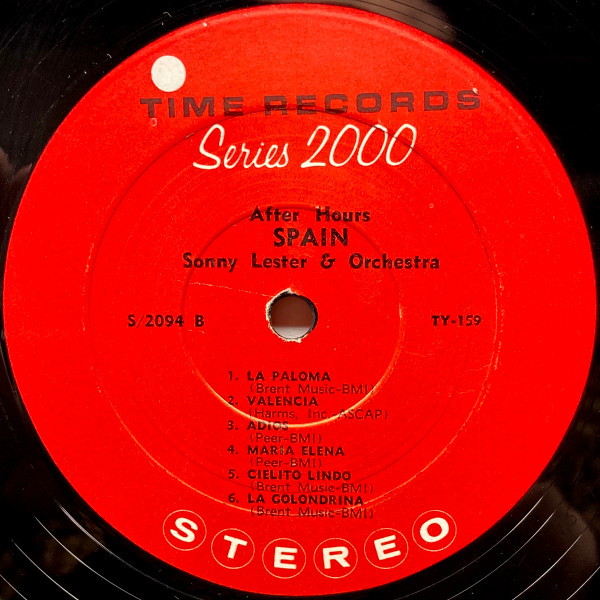 TIME RECORDS
Series 2000
After Hours
SPAIN
Sonny Lester & Orchestra
S/2094 B
TY-159
1. LA PALOMA
(Brent Music-BMI)
2. VALENCIA
(Harms, Inc.-ASCAP)
3. ADIOS
(Peer-BMI)
4. MARIA ELENA
(Peer-BMI)
5. CIELITO LINDO
(Brent Music-BMI)
6. LA GOLONDRINA
(Brent Music-BMI)
STEREO